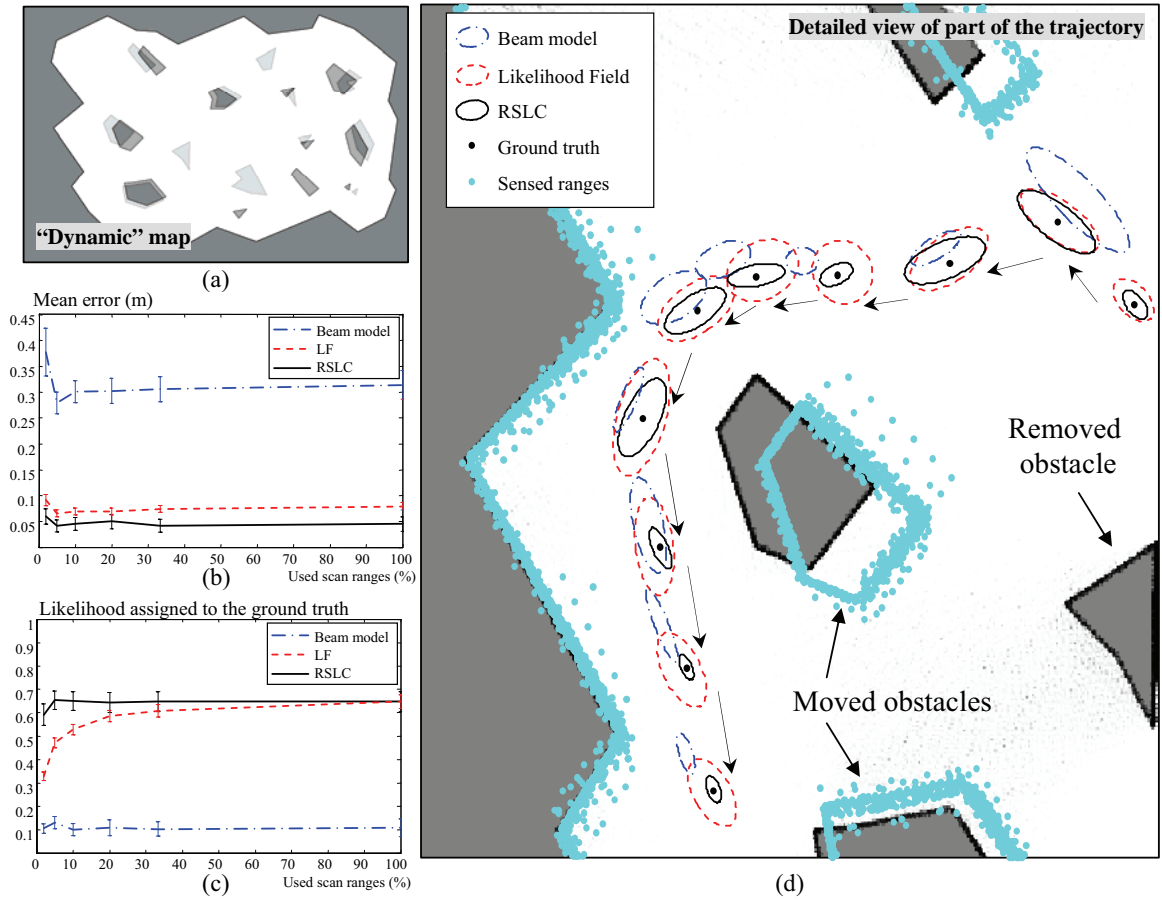 “Dynamic” map
(a)
Mean error (m)
0.45
0.4
0.35
0.3
0.25
0.2
0.15
0.1
0.05
0 10 20 30 40 50 60 70 80 90 100
Used scan ranges (%)
Beam model
LF
RSLC
(b)
Likelihood assigned to the ground truth
1
0.9
0.8
0.7
0.6
0.5
0.4
0.3
0.2
0.1
0 10 20 30 40 50 60 70 80 90 100
Used scan ranges (%)
Beam model
LF
RSLC
(c)
Detailed view of part of the trajectory
Beam model
Likelihood Field
RSLC
Ground truth
Sensed ranges
Removed
obstacle
Moved obstacles
(d)